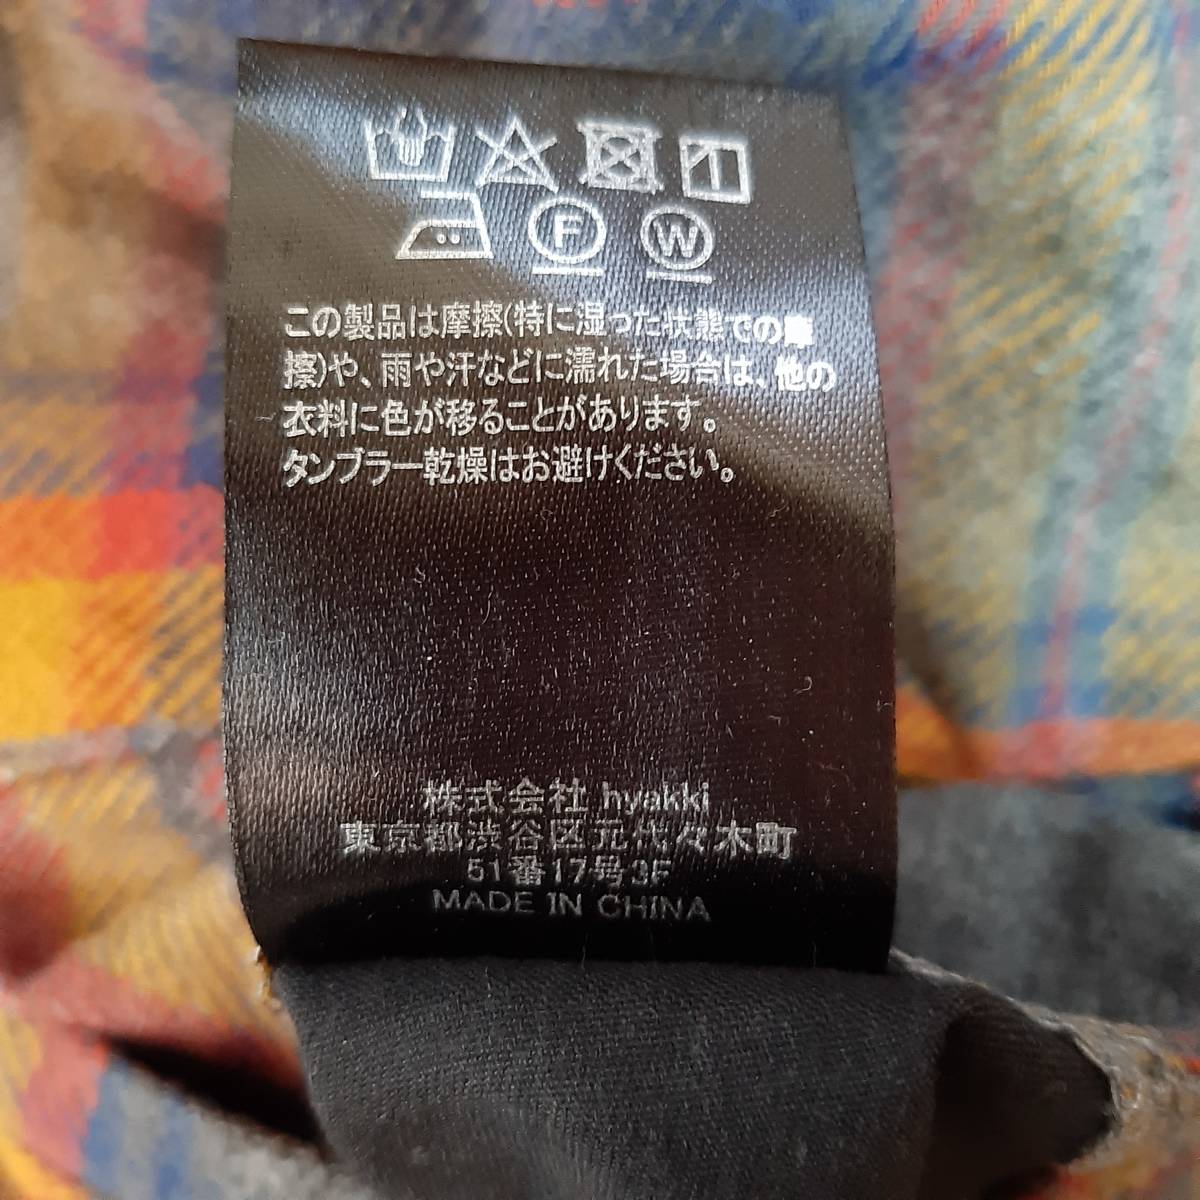 F W
この製品は摩擦(特に湿った状態での摩
擦)や、雨や汗などに濡れた場合は、他の
衣料に色が移ることがあります。
タンブラー乾燥はお避けください。
株式会社 hyakki
東京都渋谷区元代々木町
51番17号3F
MADE IN CHINA